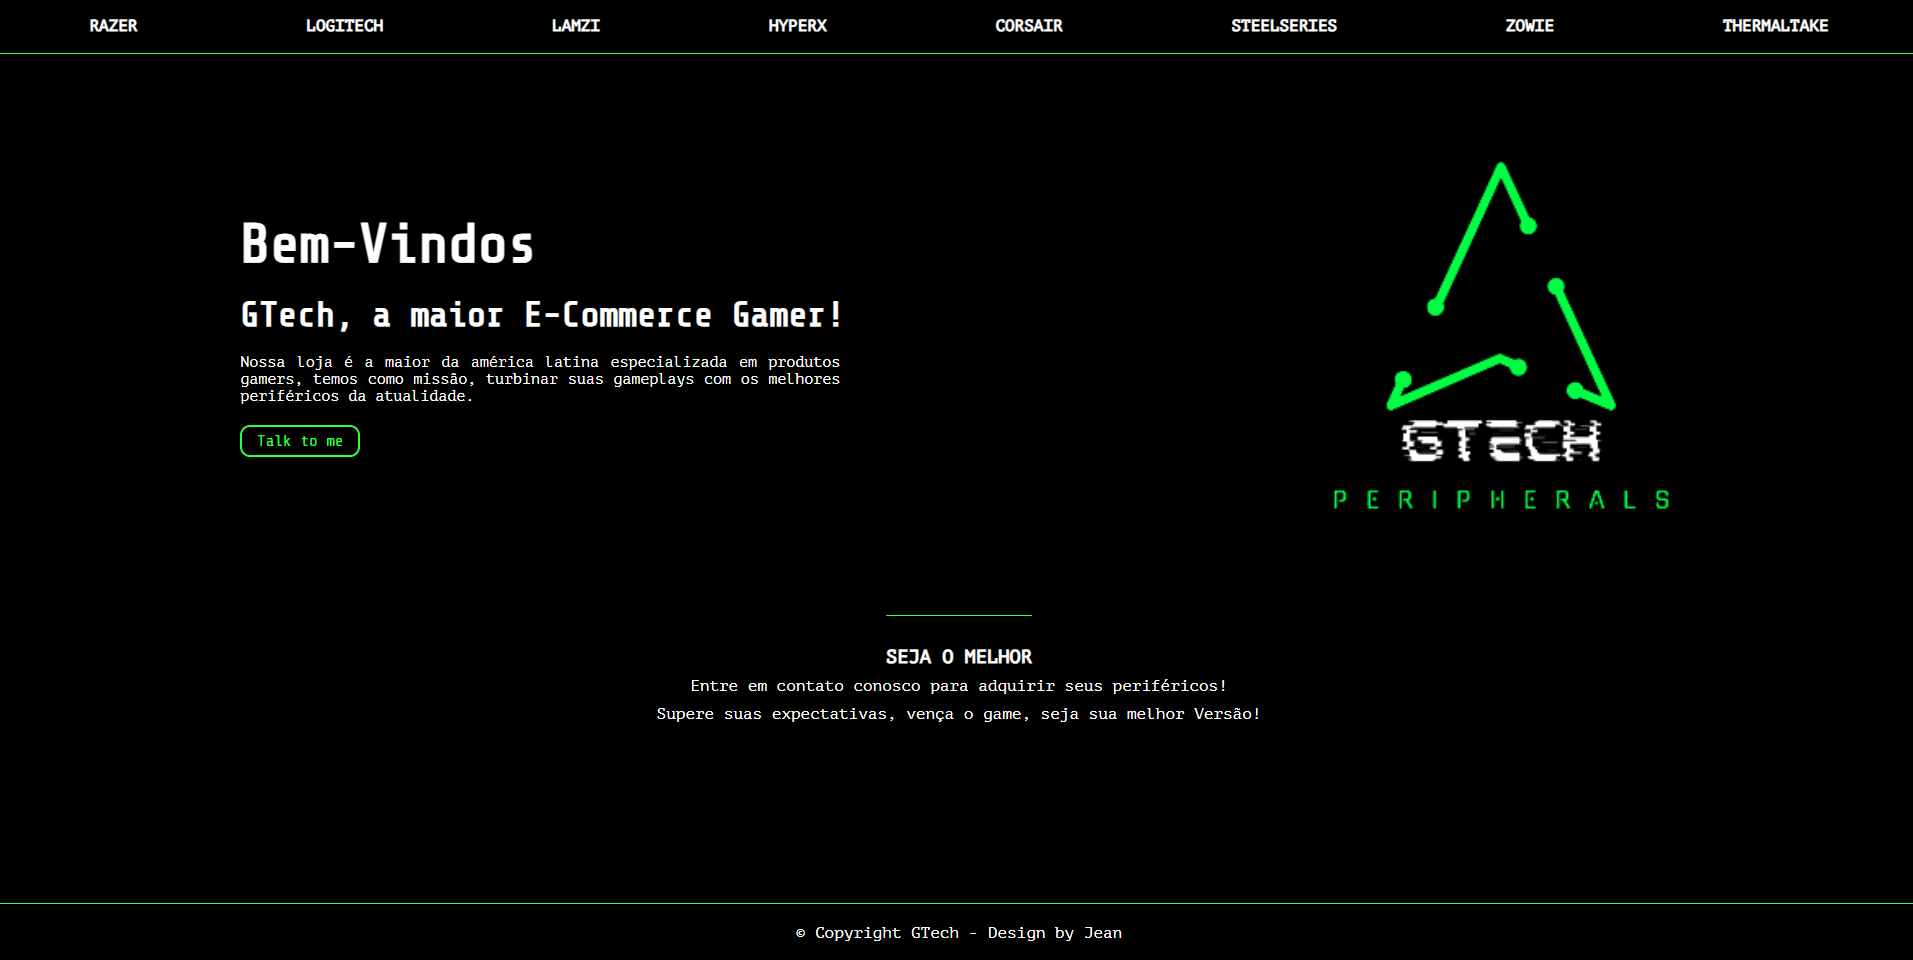 RAZER LOGITECH LAMZI HYPERX CORSAIR STEELSERIES ZOWIE THERMALTAKE
Bem-Vindos
GTech, a maior E-Commerce Gamer!
Nossa loja é a maior da américa latina especializada em produtos
gamers, temos como missão, turbinar suas gameplays com os melhores
periféricos da atualidade.
Talk to me
GTECH
PERIPHERALS
SEJA O MELHOR
Entre em contato conosco para adquirir seus periféricos!
Supere suas expectativas, vença o game, seja sua melhor Versão!
© Copyright GTech - Design by Jean